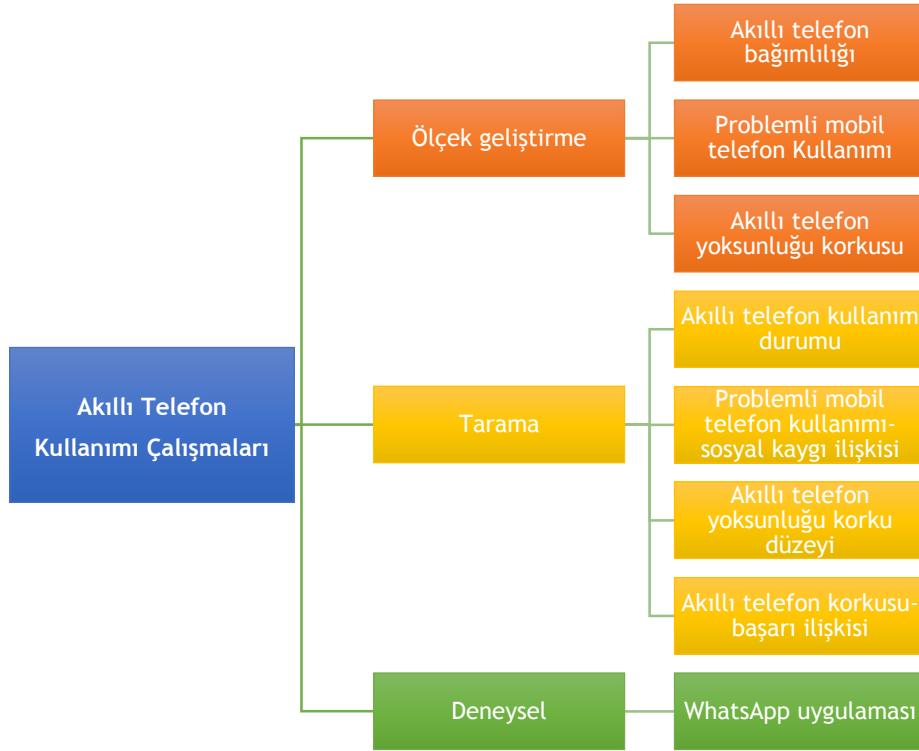 Akıllı Telefon
Kullanımı Çalışmaları
Ölçek geliştirme
Akıllı telefon
bağımlılığı
Problemli mobil
telefon Kullanımı
Akıllı telefon
yoksunluğu korkusu
Tarama
Akıllı telefon kullanım
durumu
Problemli mobil
telefon kullanımı-
sosyal kaygı ilişkisi
Akıllı telefon
yoksunluğu korku
düzeyi
Akıllı telefon korkusu-
başarı ilişkisi
Deneysel
WhatsApp uygulaması